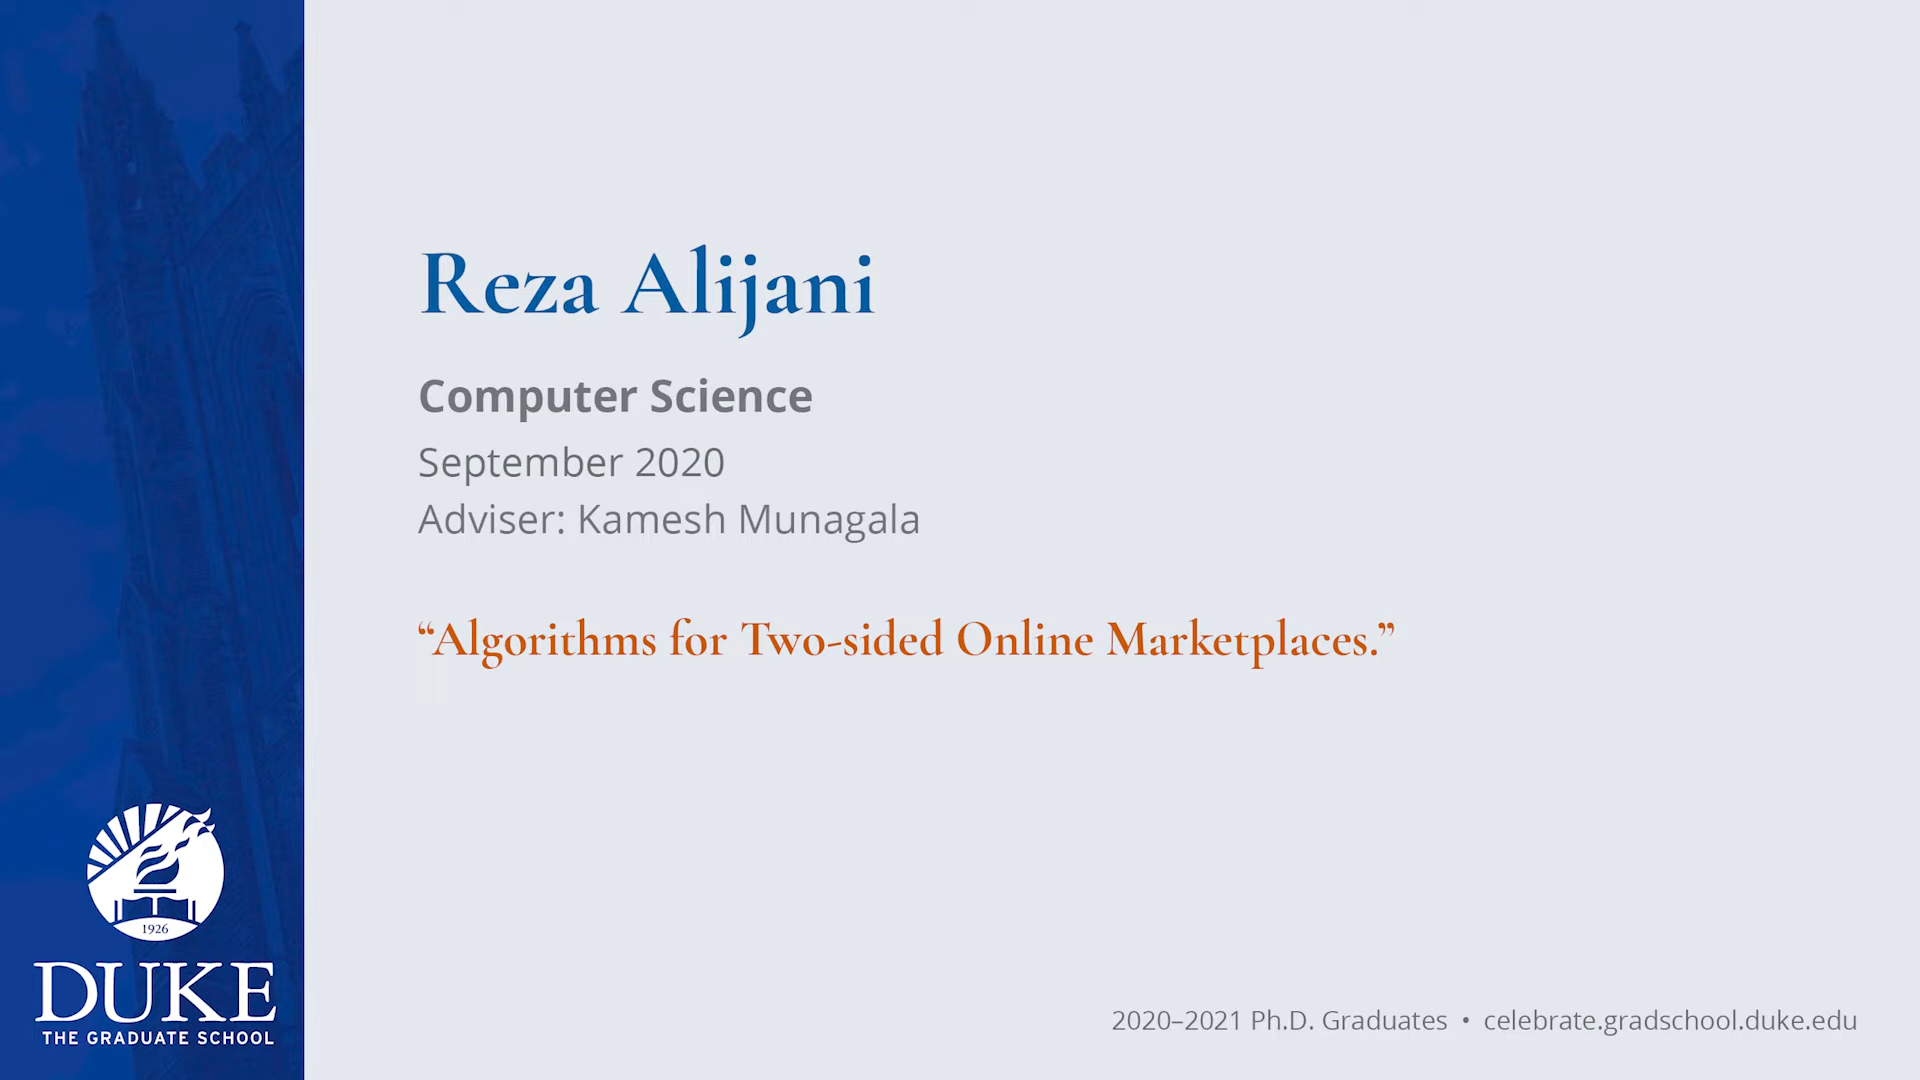 Reza Alijani
Computer Science
September 2020
Adviser: Kamesh Munagala
“Algorithms for Two-sided Online Marketplaces.”
1926
DUKE
THE GRADUATE SCHOOL
2020–2021 Ph.D. Graduates • celebrate.gradschool.duke.edu